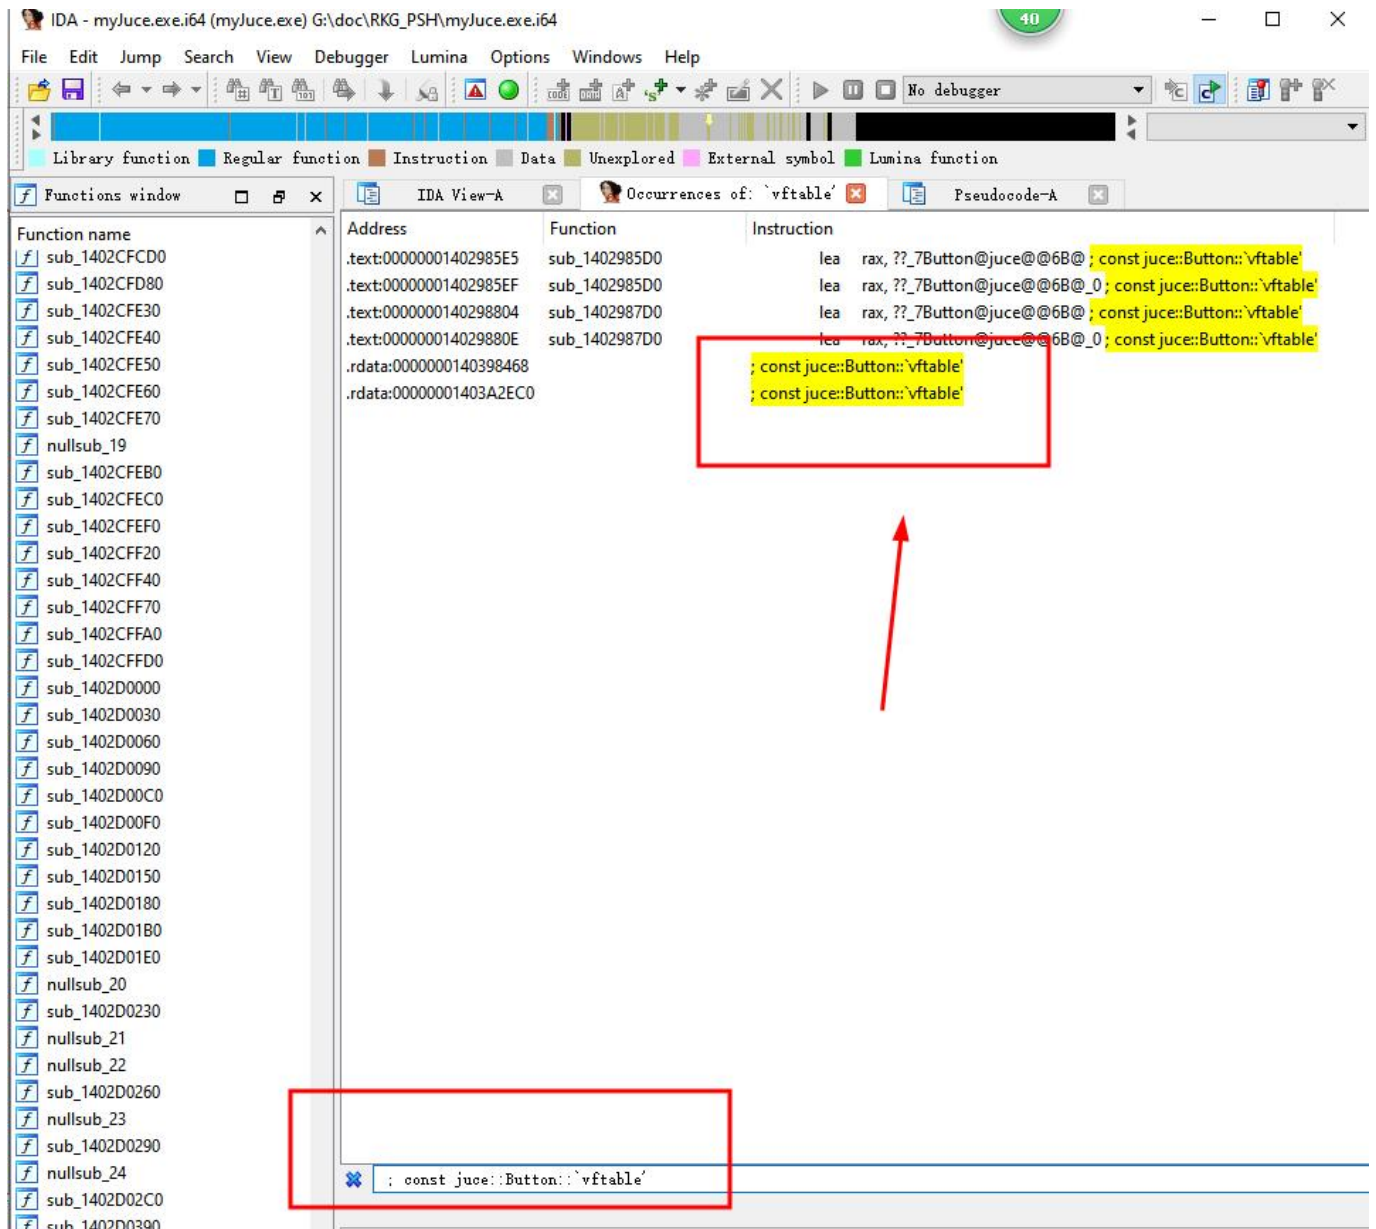 IDA - myJuce.exe.i64 (myJuce.exe) G:\doc\RKG_PSH\myJuce.exe.i64
40
File Edit Jump Search View Debugger Lumina Options Windows Help
No debugger
Library function Regular function Instruction Data Unexplored External symbol Lumina function
Functions window
IDA View-A
Occurrences of: `vftable'
Pseudocode-A
Function name
sub_1402CFCD0
sub_1402CFD80
sub_1402CFE30
sub_1402CFE40
sub_1402CFE50
sub_1402CFE60
sub_1402CFE70
nullsub_19
sub_1402CFEB0
sub_1402CFEC0
sub_1402CFEF0
sub_1402CFF20
sub_1402CFF40
sub_1402CFF70
sub_1402CFFA0
sub_1402CFFD0
sub_1402D0000
sub_1402D0030
sub_1402D0060
sub_1402D0090
sub_1402D00C0
sub_1402D00F0
sub_1402D0120
sub_1402D0150
sub_1402D0180
sub_1402D01B0
sub_1402D01E0
nullsub_20
sub_1402D0230
nullsub_21
nullsub_22
sub_1402D0260
nullsub_23
sub_1402D0290
nullsub_24
sub_1402D02C0
sub_1402D0390
Address Function Instruction
.text:00000001402985E5 sub_1402985D0 lea rax, ??_7Button@juce@@6B@ ; const juce::Button::`vftable'
.text:00000001402985EF sub_1402985D0 lea rax, ??_7Button@juce@@6B@_0 ; const juce::Button::`vftable'
.text:0000000140298804 sub_1402987D0 lea rax, ??_7Button@juce@@6B@ ; const juce::Button::`vftable'
.text:000000014029880E sub_1402987D0 lea rax, ??_7Button@juce@@6B@_0 ; const juce::Button::`vftable'
.rdata:0000000140398468 ; const juce::Button::`vftable'
.rdata:00000001403A2EC0 ; const juce::Button::`vftable'
; const juce::Button::`vftable'